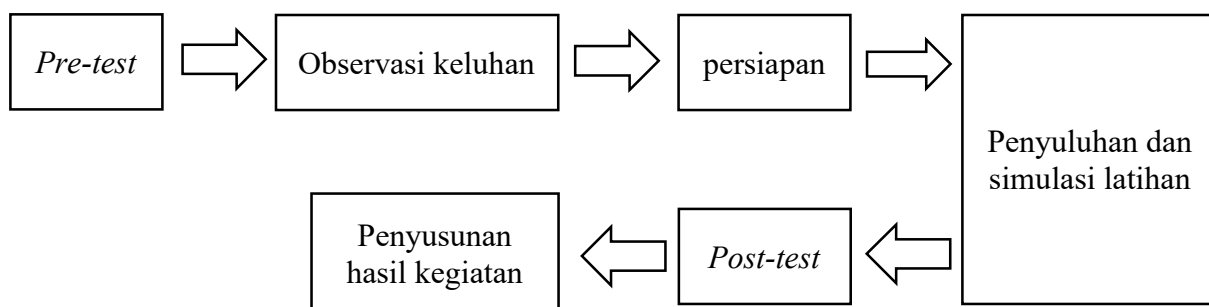 Pre-test
Observasi keluhan
persiapan
Penyuluhan dan
simulasi latihan
Post-test
Penyusunan
hasil kegiatan